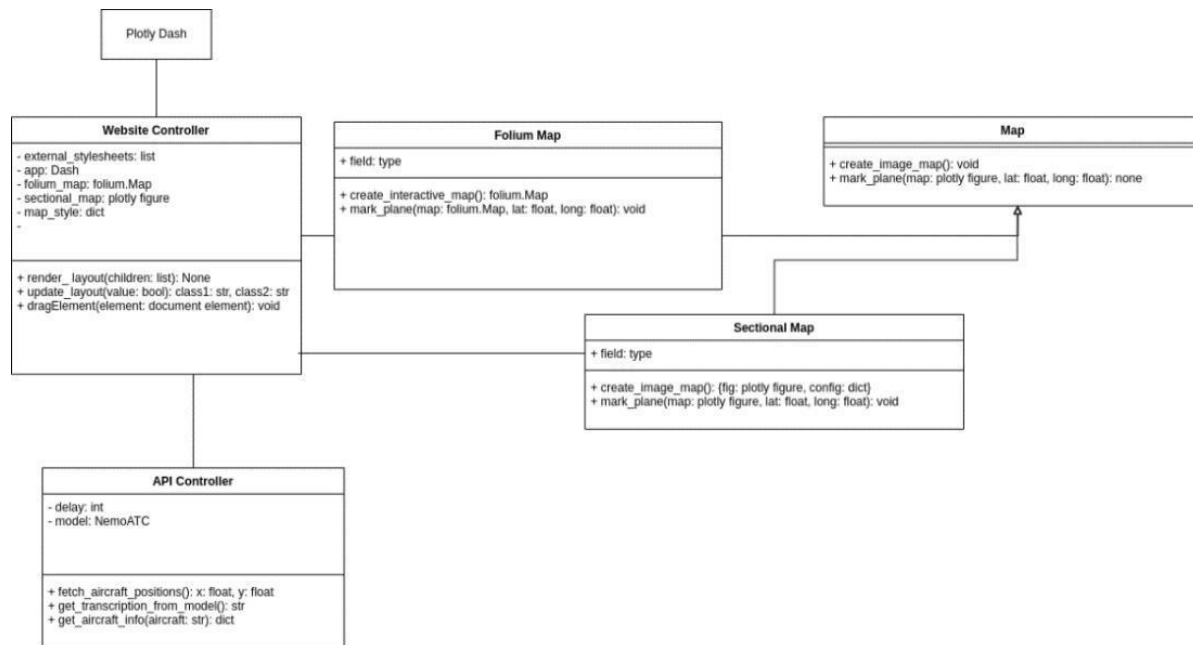 Plotly Dash
Website Controller
- external_stylesheets: list
- app: Dash
- folium_map: folium.Map
- sectional_map: plotly figure
- map_style: dict
-
+ render_ layout(children: list): None
+ update_layout(value: bool): class1: str, class2: str
+ dragElement(element: document element): void
Folium Map
+ field: type
+ create_interactive_map(): folium.Map
+ mark_plane(map: folium.Map, lat: float, long: float): void
Map
+ create_image_map(): void
+ mark_plane(map: plotly figure, lat: float, long: float): none
Sectional Map
+ field: type
+ create_image_map(): {fig: plotly figure, config: dict}
+ mark_plane(map: plotly figure, lat: float, long: float): void
API Controller
- delay: int
- model: NemoATC
+ fetch_aircraft_positions(): x: float, y: float
+ get_transcription_from_model(): str
+ get_aircraft_info(aircraft: str): dict